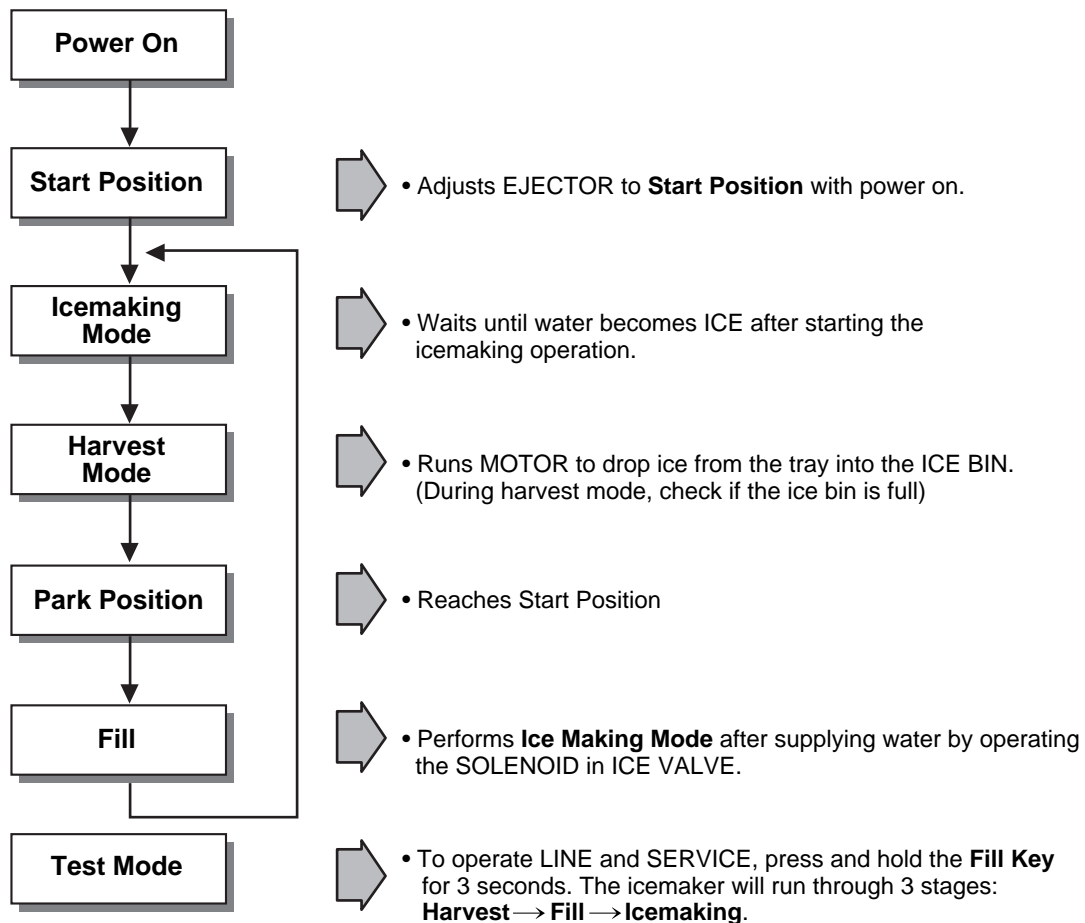 Power On
Start Position
• Adjusts EJECTOR to Start Position with power on.
Icemaking
Mode
• Waits until water becomes ICE after starting the
icemaking operation.
Harvest
Mode
• Runs MOTOR to drop ice from the tray into the ICE BIN.
(During harvest mode, check if the ice bin is full)
Park Position
• Reaches Start Position
Fill
• Performs Ice Making Mode after supplying water by operating
the SOLENOID in ICE VALVE.
Test Mode
• To operate LINE and SERVICE, press and hold the Fill Key
for 3 seconds. The icemaker will run through 3 stages:
Harvest → Fill → Icemaking.